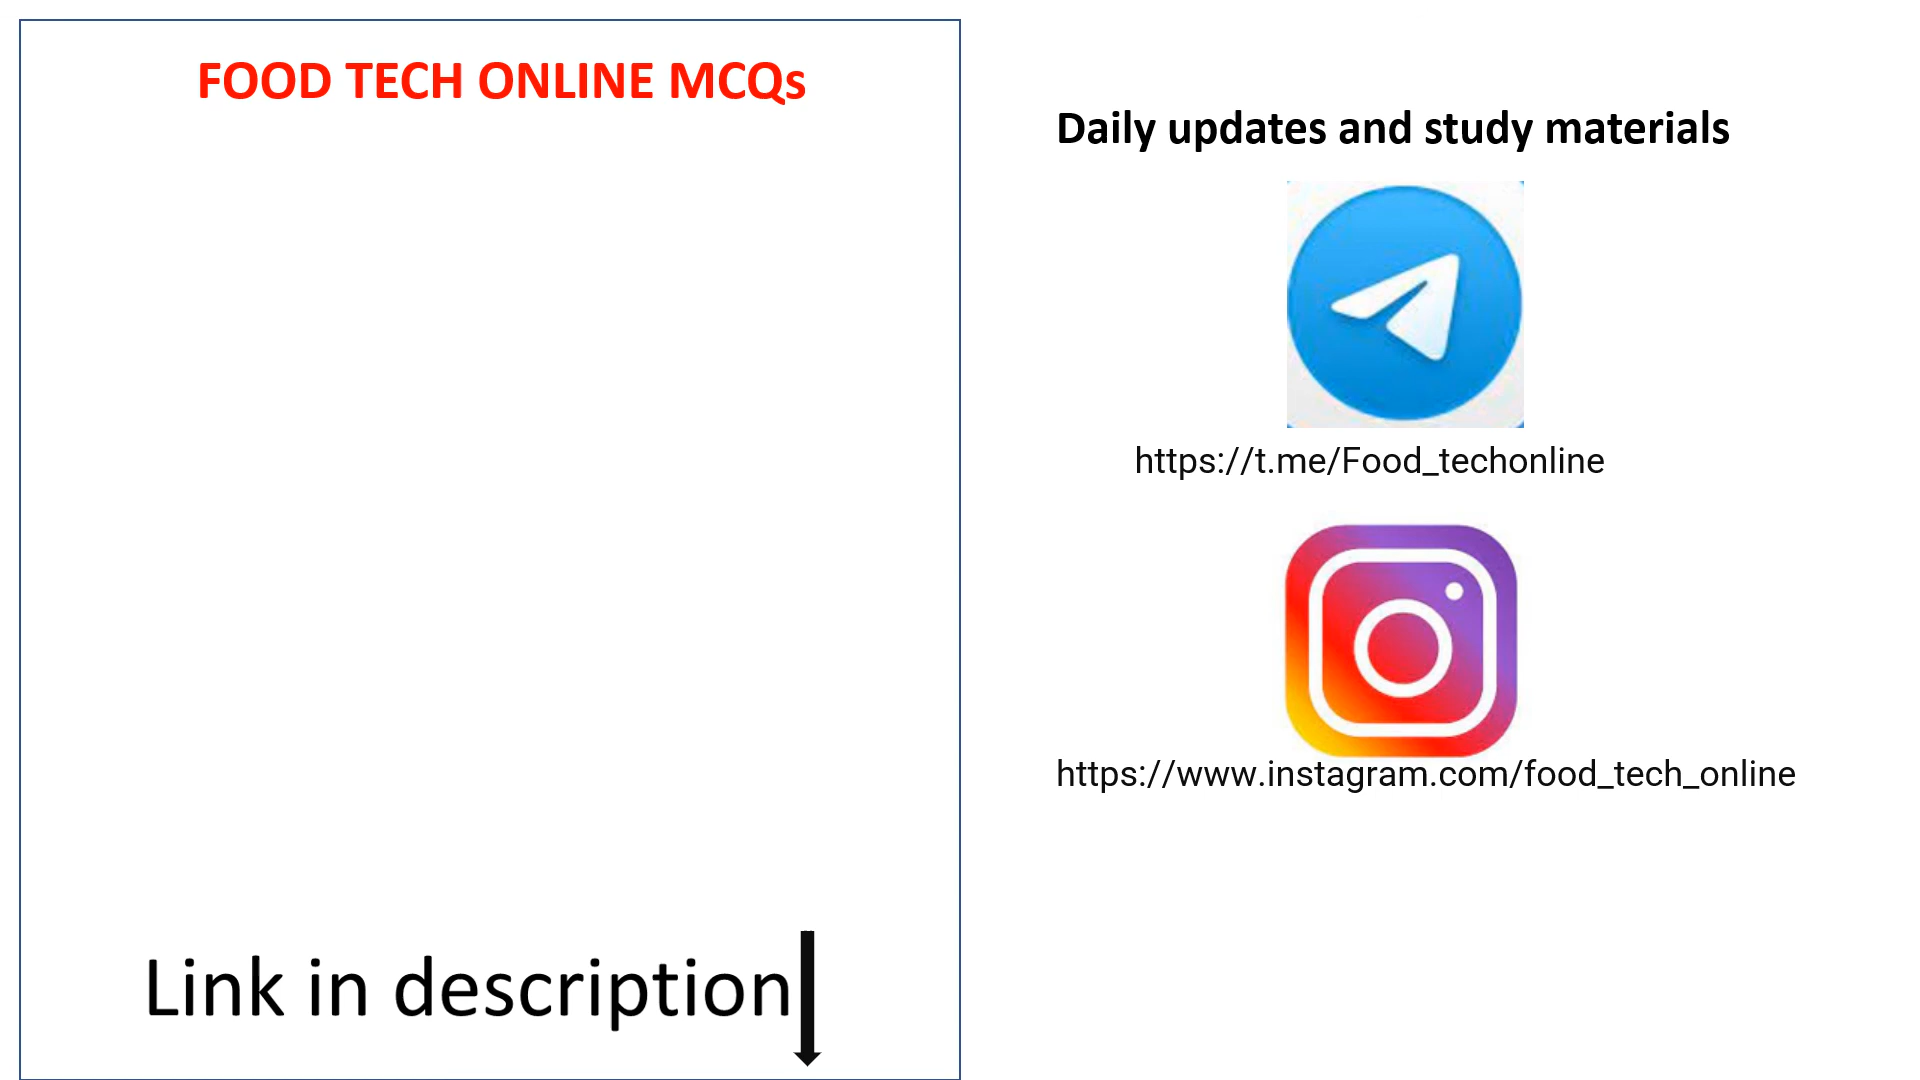 FOOD TECH ONLINE MCQs
Link in description
Daily updates and study materials
https://t.me/Food_techonline
https://www.instagram.com/food_tech_online